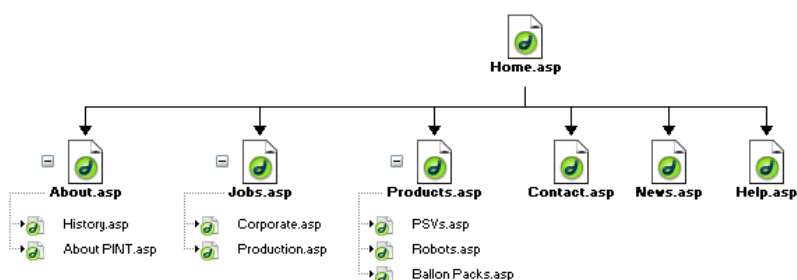 Home.asp
About.asp
Jobs.asp
Products.asp
Contact.asp
News.asp
Help.asp
History.asp
Corporate.asp
PSVs.asp
About PINT.asp
Production.asp
Robots.asp
Ballon Packs.asp